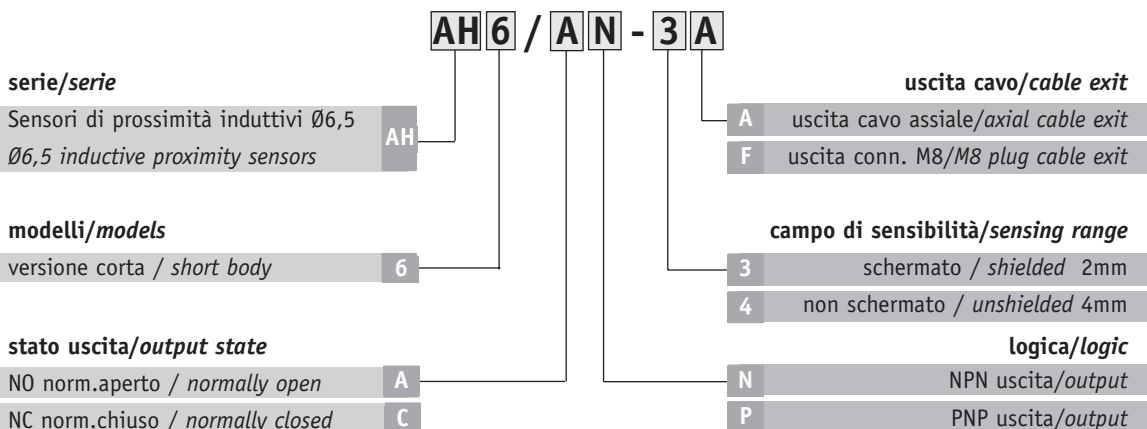 AH6/AN-3A
serie/serie
Sensori di prossimità induttivi Ø6,5
Ø6,5 inductive proximity sensors
AH
modelli/models
versione corta / short body 6
stato uscita/output state
NO norm.aperto / normally open A
NC norm.chiuso / normally closed C
uscita cavo/cable exit
A uscita cavo assiale/axial cable exit
F uscita conn. M8/M8 plug cable exit
campo di sensibilità/sensing range
3 schermato / shielded 2mm
4 non schermato / unshielded 4mm
logica/logic
N NPN uscita/output
P PNP uscita/output